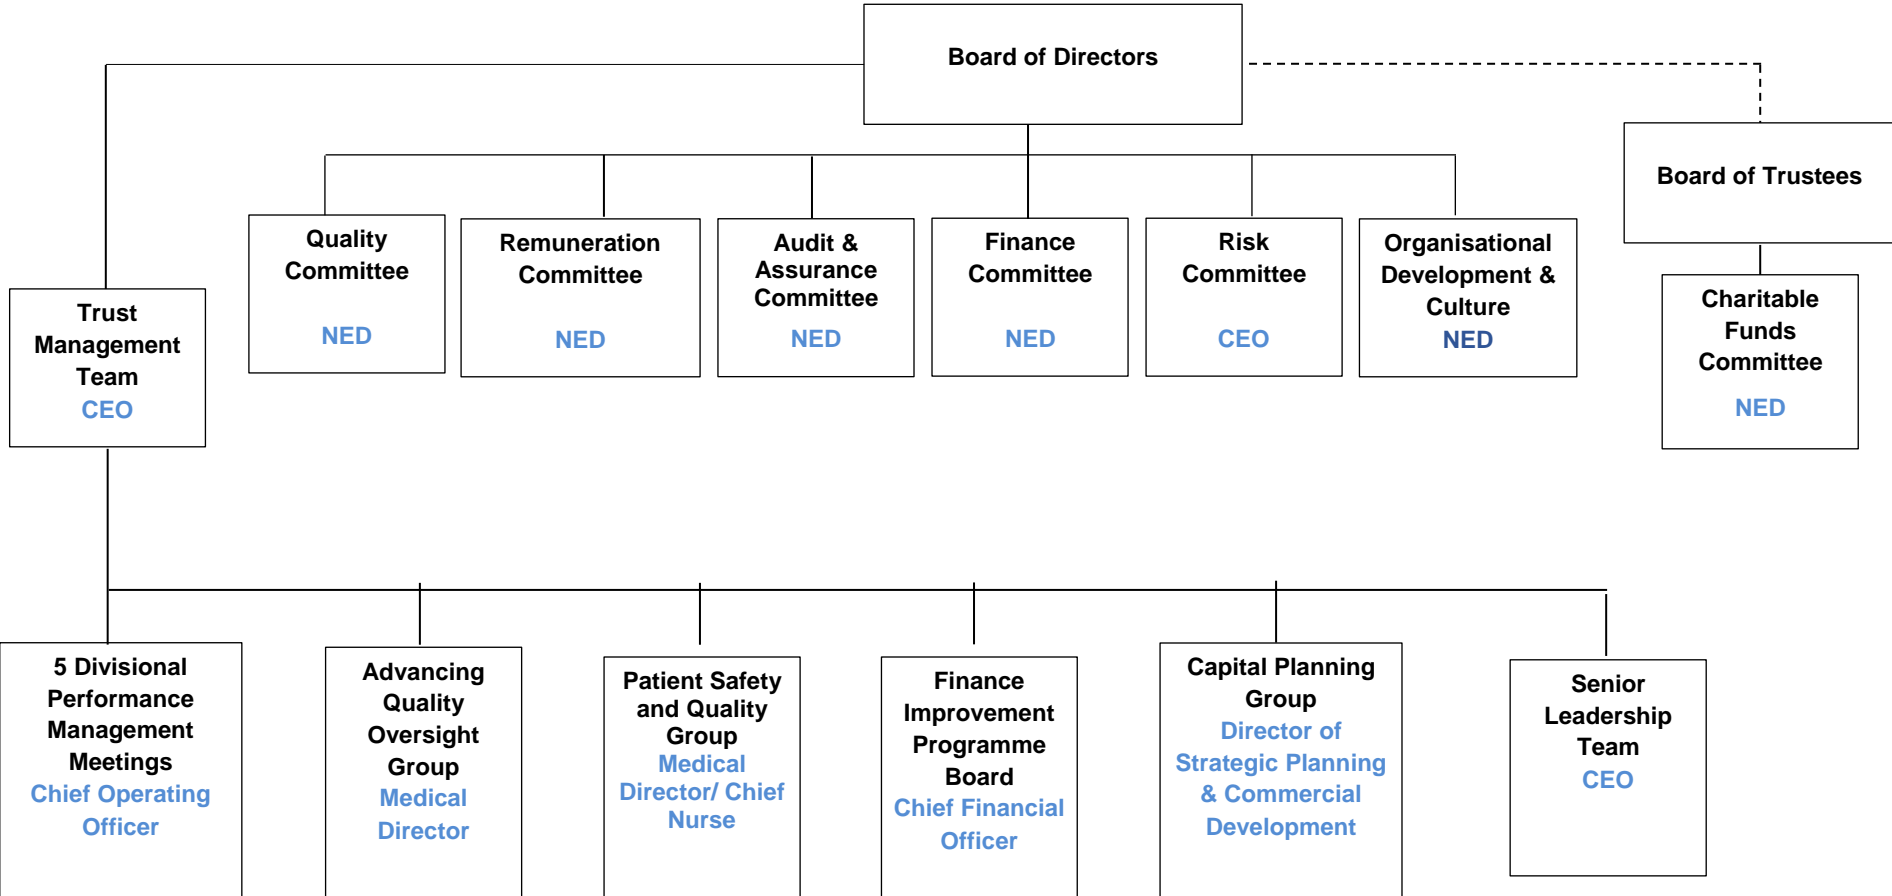 Board of Directors
Board of Trustees
Quality
Committee
NED
Remuneration
Committee
NED
Audit &
Assurance
Committee
NED
Finance
Committee
NED
Risk
Committee
CEO
Organisational
Development &
Culture
NED
Trust
Management
Team
CEO
Charitable
Funds
Committee
NED
5 Divisional
Performance
Management
Meetings
Chief Operating
Officer
Advancing
Quality
Oversight
Group
Medical
Director
Patient Safety
and Quality
Group
Medical
Director/ Chief
Nurse
Finance
Improvement
Programme
Board
Chief Financial
Officer
Capital Planning
Group
Director of
Strategic Planning
& Commercial
Development
Senior
Leadership
Team
CEO